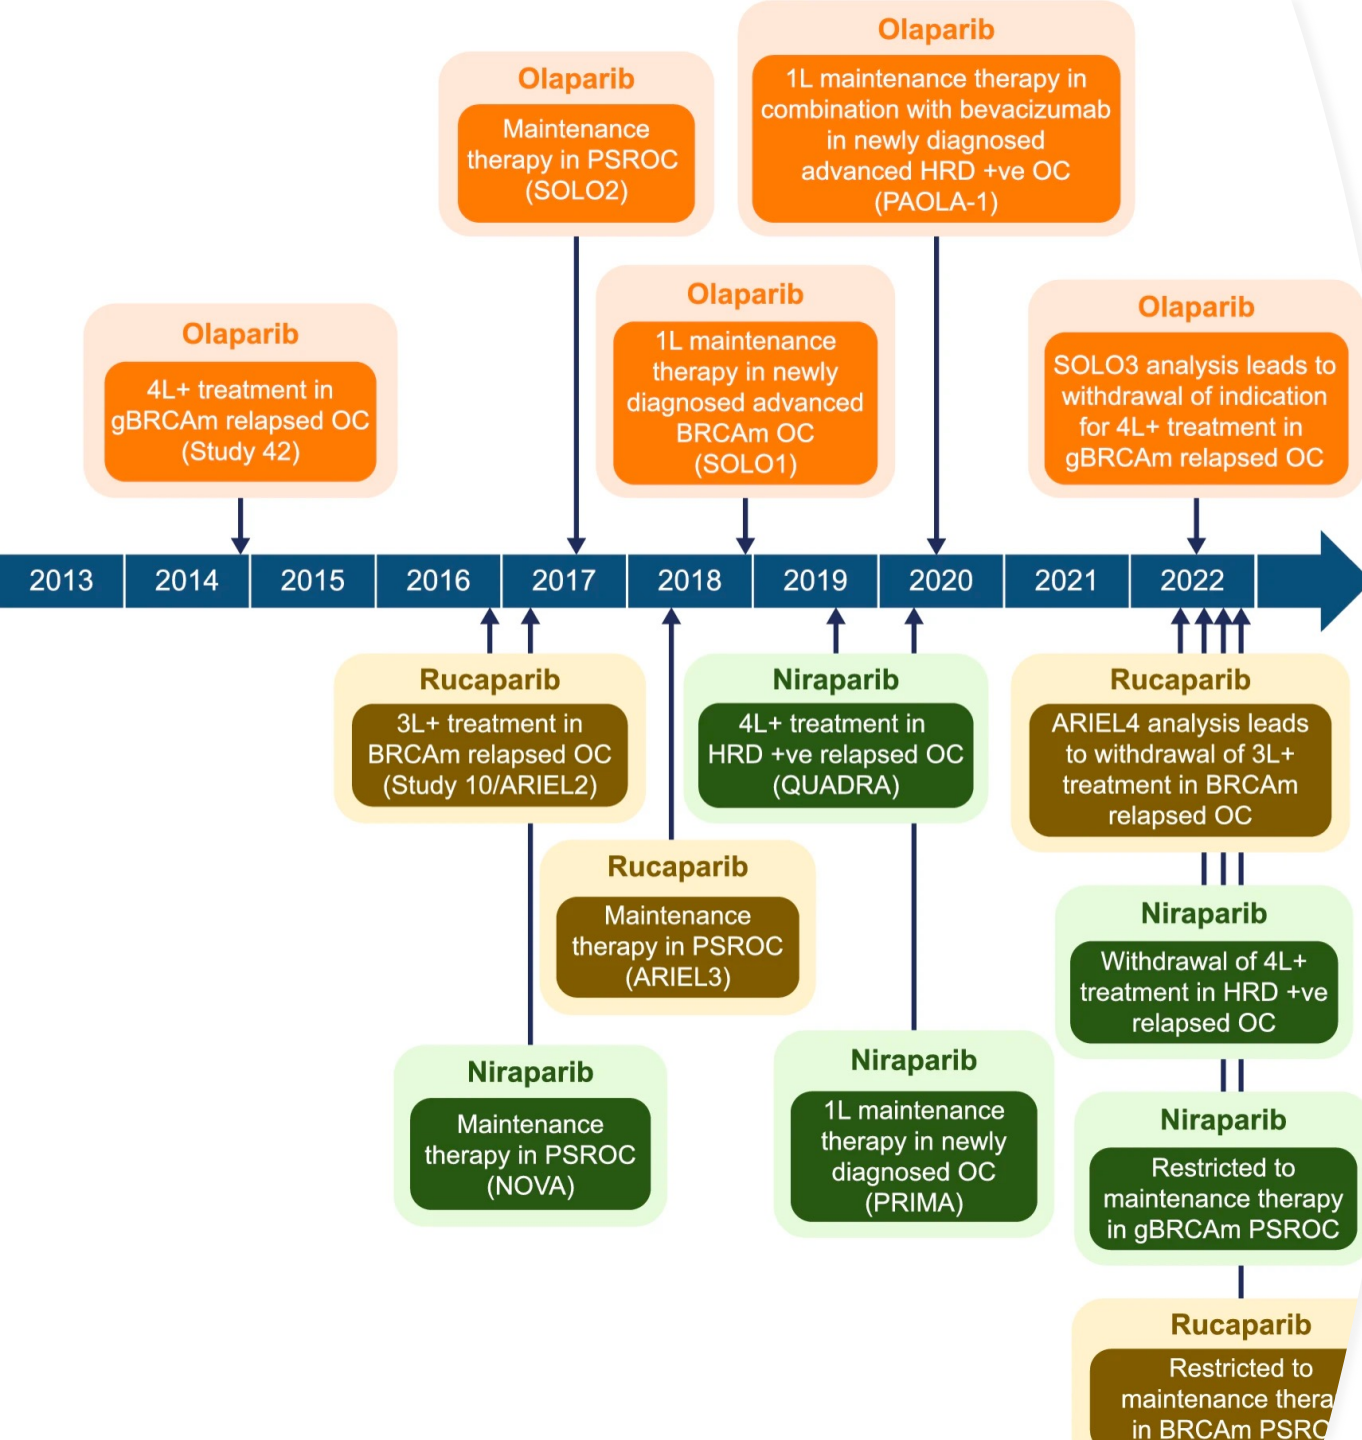 Olaparib
1L maintenance therapy in
combination with bevacizumab
in newly diagnosed
advanced HRD +ve OC
(PAOLA-1)
Olaparib
Maintenance
therapy in PSROC
(SOLO2)
Olaparib
1L maintenance
therapy in newly
diagnosed advanced
BRCAm OC
(SOLO1)
Olaparib
SOLO3 analysis leads to
withdrawal of indication
for 4L+ treatment in
gBRCAm relapsed OC
Olaparib
4L+ treatment in
gBRCAm relapsed OC
(Study 42)
2013 2014 2015 2016 2017 2018 2019 2020 2021 2022
Rucaparib
3L+ treatment in
BRCAm relapsed OC
(Study 10/ARIEL2)
Niraparib
4L+ treatment in
HRD +ve relapsed OC
(QUADRA)
Rucaparib
ARIEL4 analysis leads
to withdrawal of 3L+
treatment in BRCAm
relapsed OC
Rucaparib
Maintenance
therapy in PSROC
(ARIEL3)
Niraparib
Withdrawal of 4L+
treatment in HRD +ve
relapsed OC
Niraparib
Maintenance
therapy in PSROC
(NOVA)
Niraparib
1L maintenance
therapy in newly
diagnosed OC
(PRIMA)
Niraparib
Restricted to
maintenance therapy
in gBRCAm PSROC
Rucaparib
Restricted to
maintenance
in BRCAm